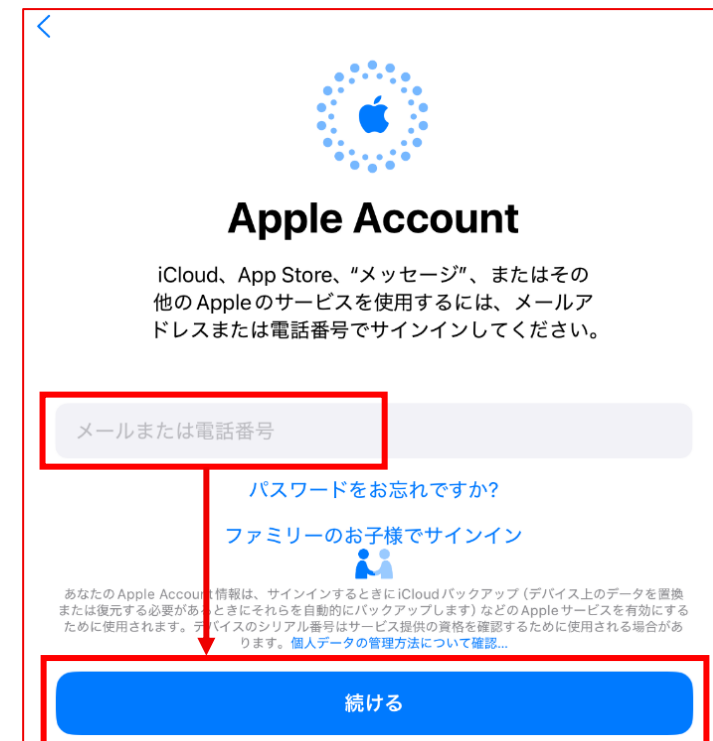 Apple Account
iCloud、App Store、“メッセージ”、またはその
他のAppleのサービスを使用するには、メールア
ドレスまたは電話番号でサインインしてください。
メールまたは電話番号
パスワードをお忘れですか?
ファミリーのお子様でサインイン
あなたのApple Account情報は、サインインするときにiCloudバックアップ（デバイス上のデータを置換
または復元する必要があるときにそれらを自動的にバックアップします）などのAppleサービスを有効にする
ために使用されます。デバイスのシリアル番号はサービス提供の資格を確認するために使用される場合があ
ります。個人データの管理方法について確認...
続ける